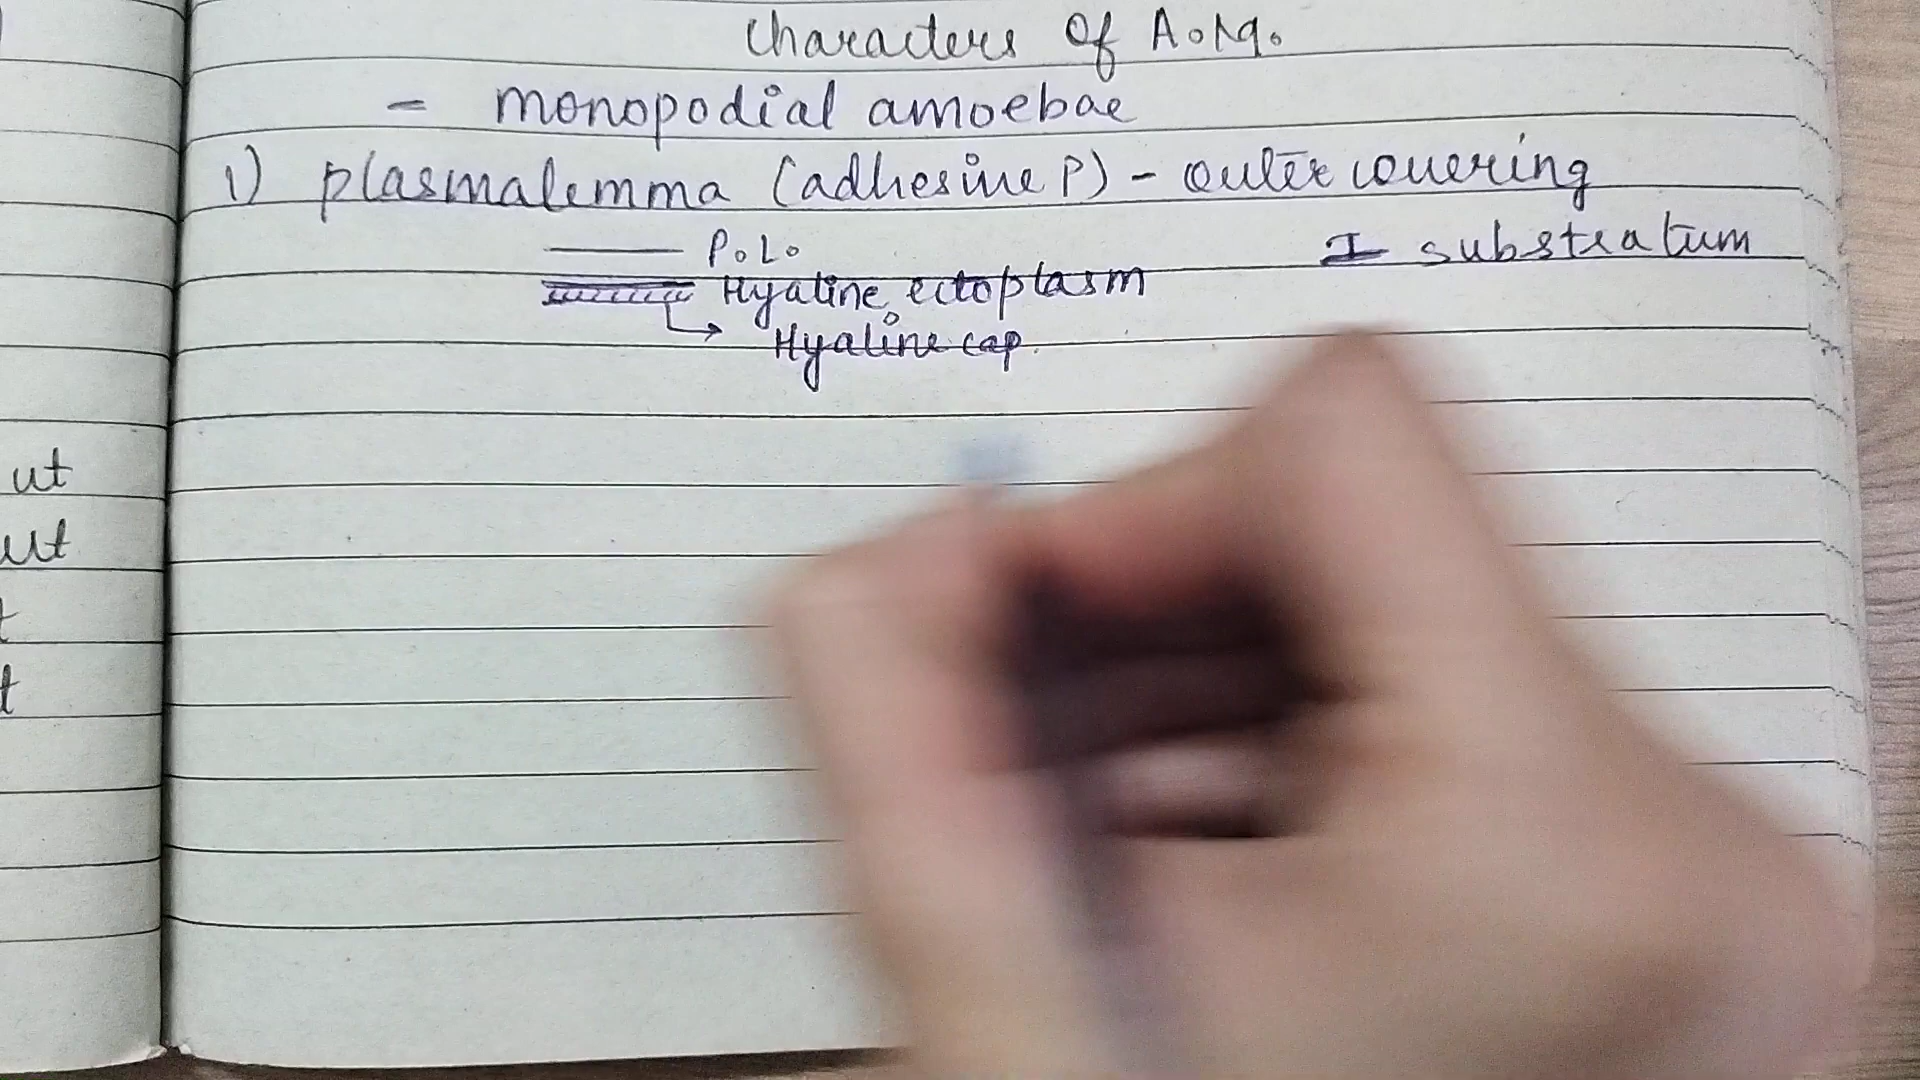 characters Of A.M.
- monopodial amoebae
1) plasmalemma (adhesive P) - outer covering
I substratum
P.L.
Hyaline ectoplasm
Hyaline cap
ut
ut
t
t